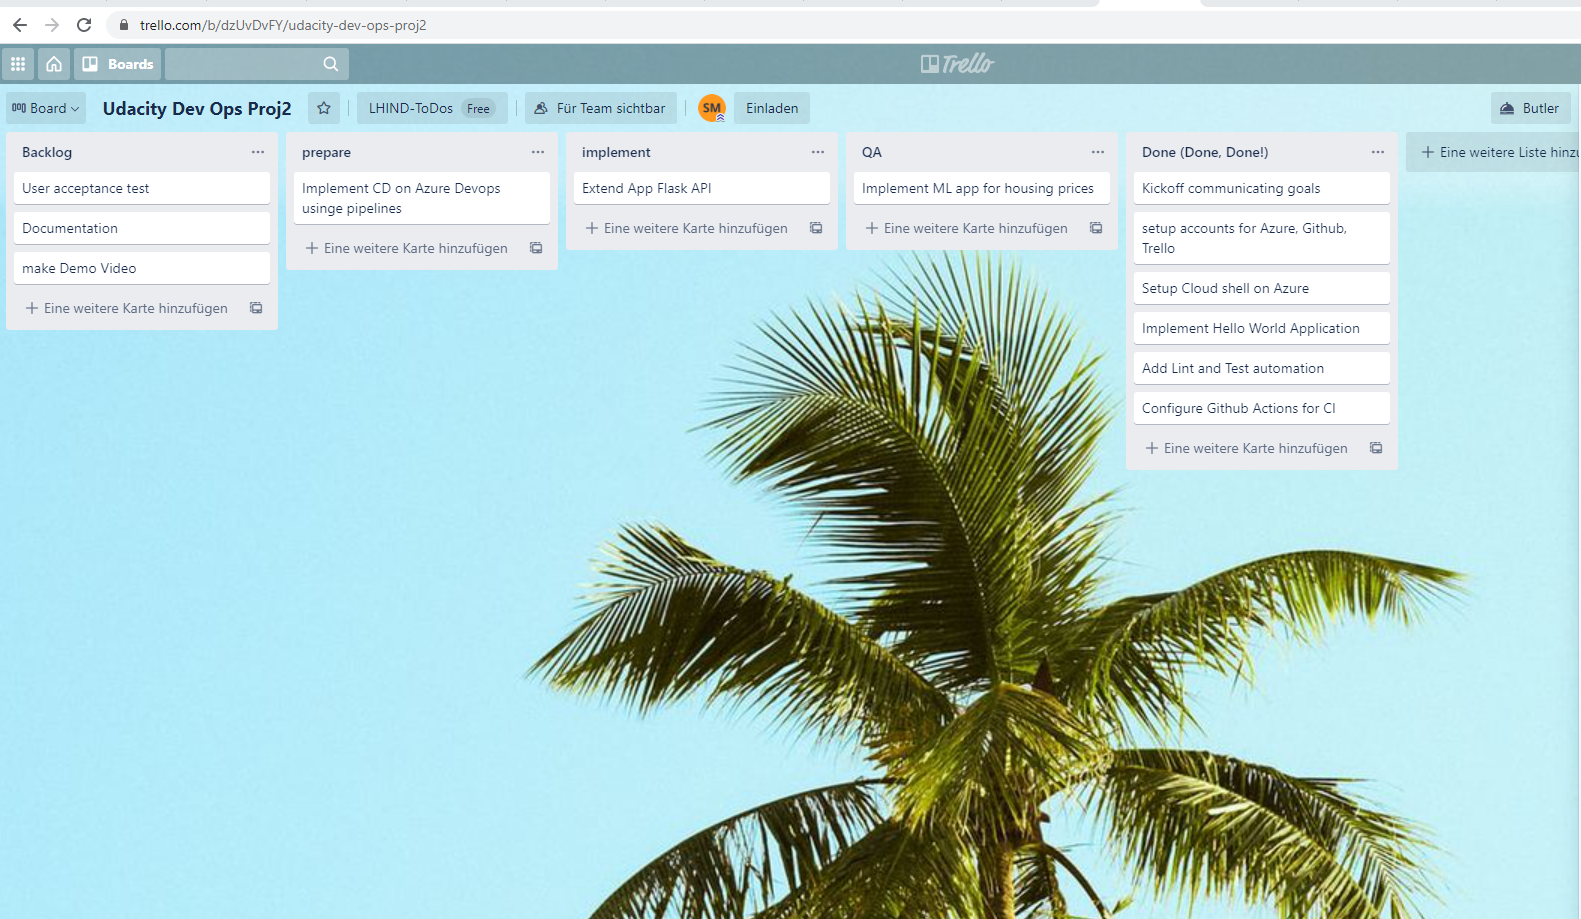 trello.com/b/dzUvDvFY/udacity-dev-ops-proj2
Boards
Trello
Board
Udacity Dev Ops Proj2
LHIND-ToDos Free
Für Team sichtbar
SM
Einladen
Butler
Backlog
User acceptance test
Documentation
make Demo Video
+ Eine weitere Karte hinzufügen
prepare
Implement CD on Azure Devops
usinge pipelines
+ Eine weitere Karte hinzufügen
implement
Extend App Flask API
+ Eine weitere Karte hinzufügen
QA
Implement ML app for housing prices
+ Eine weitere Karte hinzufügen
Done (Done, Done!)
Kickoff communicating goals
setup accounts for Azure, Github,
Trello
Setup Cloud shell on Azure
Implement Hello World Application
Add Lint and Test automation
Configure Github Actions for CI
+ Eine weitere Karte hinzufügen
+ Eine weitere Liste hinzu